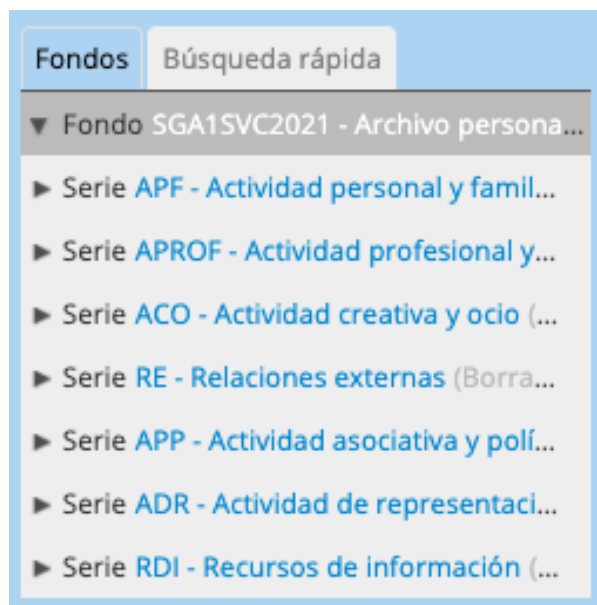 Fondos Búsqueda rápida
▼ Fondo SGA1SVC2021 - Archivo persona...
▶ Serie APF - Actividad personal y famil...
▶ Serie APROF - Actividad profesional y...
▶ Serie ACO - Actividad creativa y ocio (...
▶ Serie RE - Relaciones externas (Borra...
▶ Serie APP - Actividad asociativa y polí...
▶ Serie ADR - Actividad de representaci...
▶ Serie RDI - Recursos de información (...